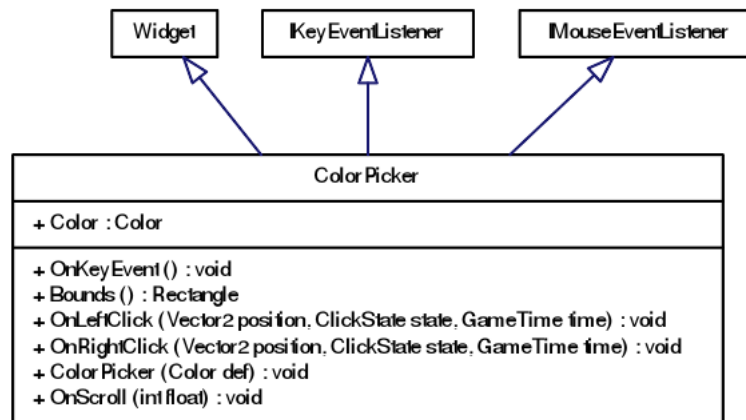 Widget
IKeyEventListener
IMouseEventListener
ColorPicker
+ Color : Color
+ OnKeyEvent () : void
+ Bounds () : Rectangle
+ OnLeftClick (Vector2 position, ClickState state, GameTime time) : void
+ OnRightClick (Vector2 position, ClickState state, GameTime time) : void
+ ColorPicker (Color def) : void
+ OnScroll (int float) : void